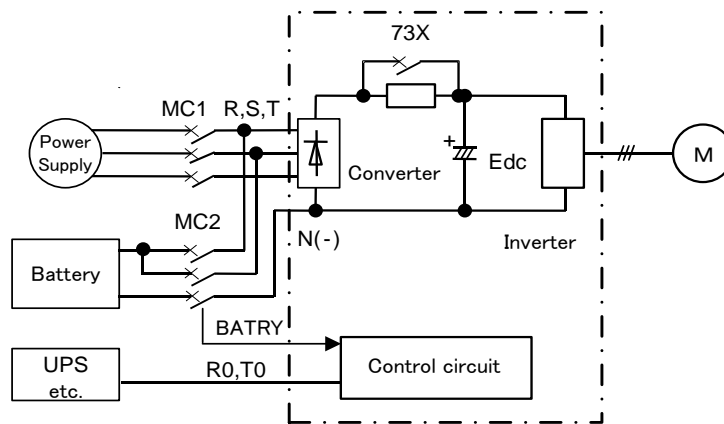 73X
MC1
R,S,T
Power
Supply
Converter
+
Edc
M
MC2
N(-)
Inverter
Battery
BATRY
UPS
etc.
R0,T0
Control circuit